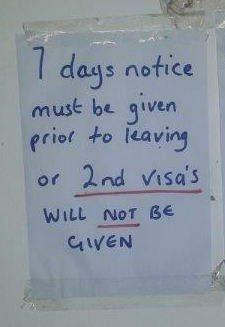 7 days notice
must be given
prior to leaving
or 2nd visa's
WILL NOT BE
GIVEN